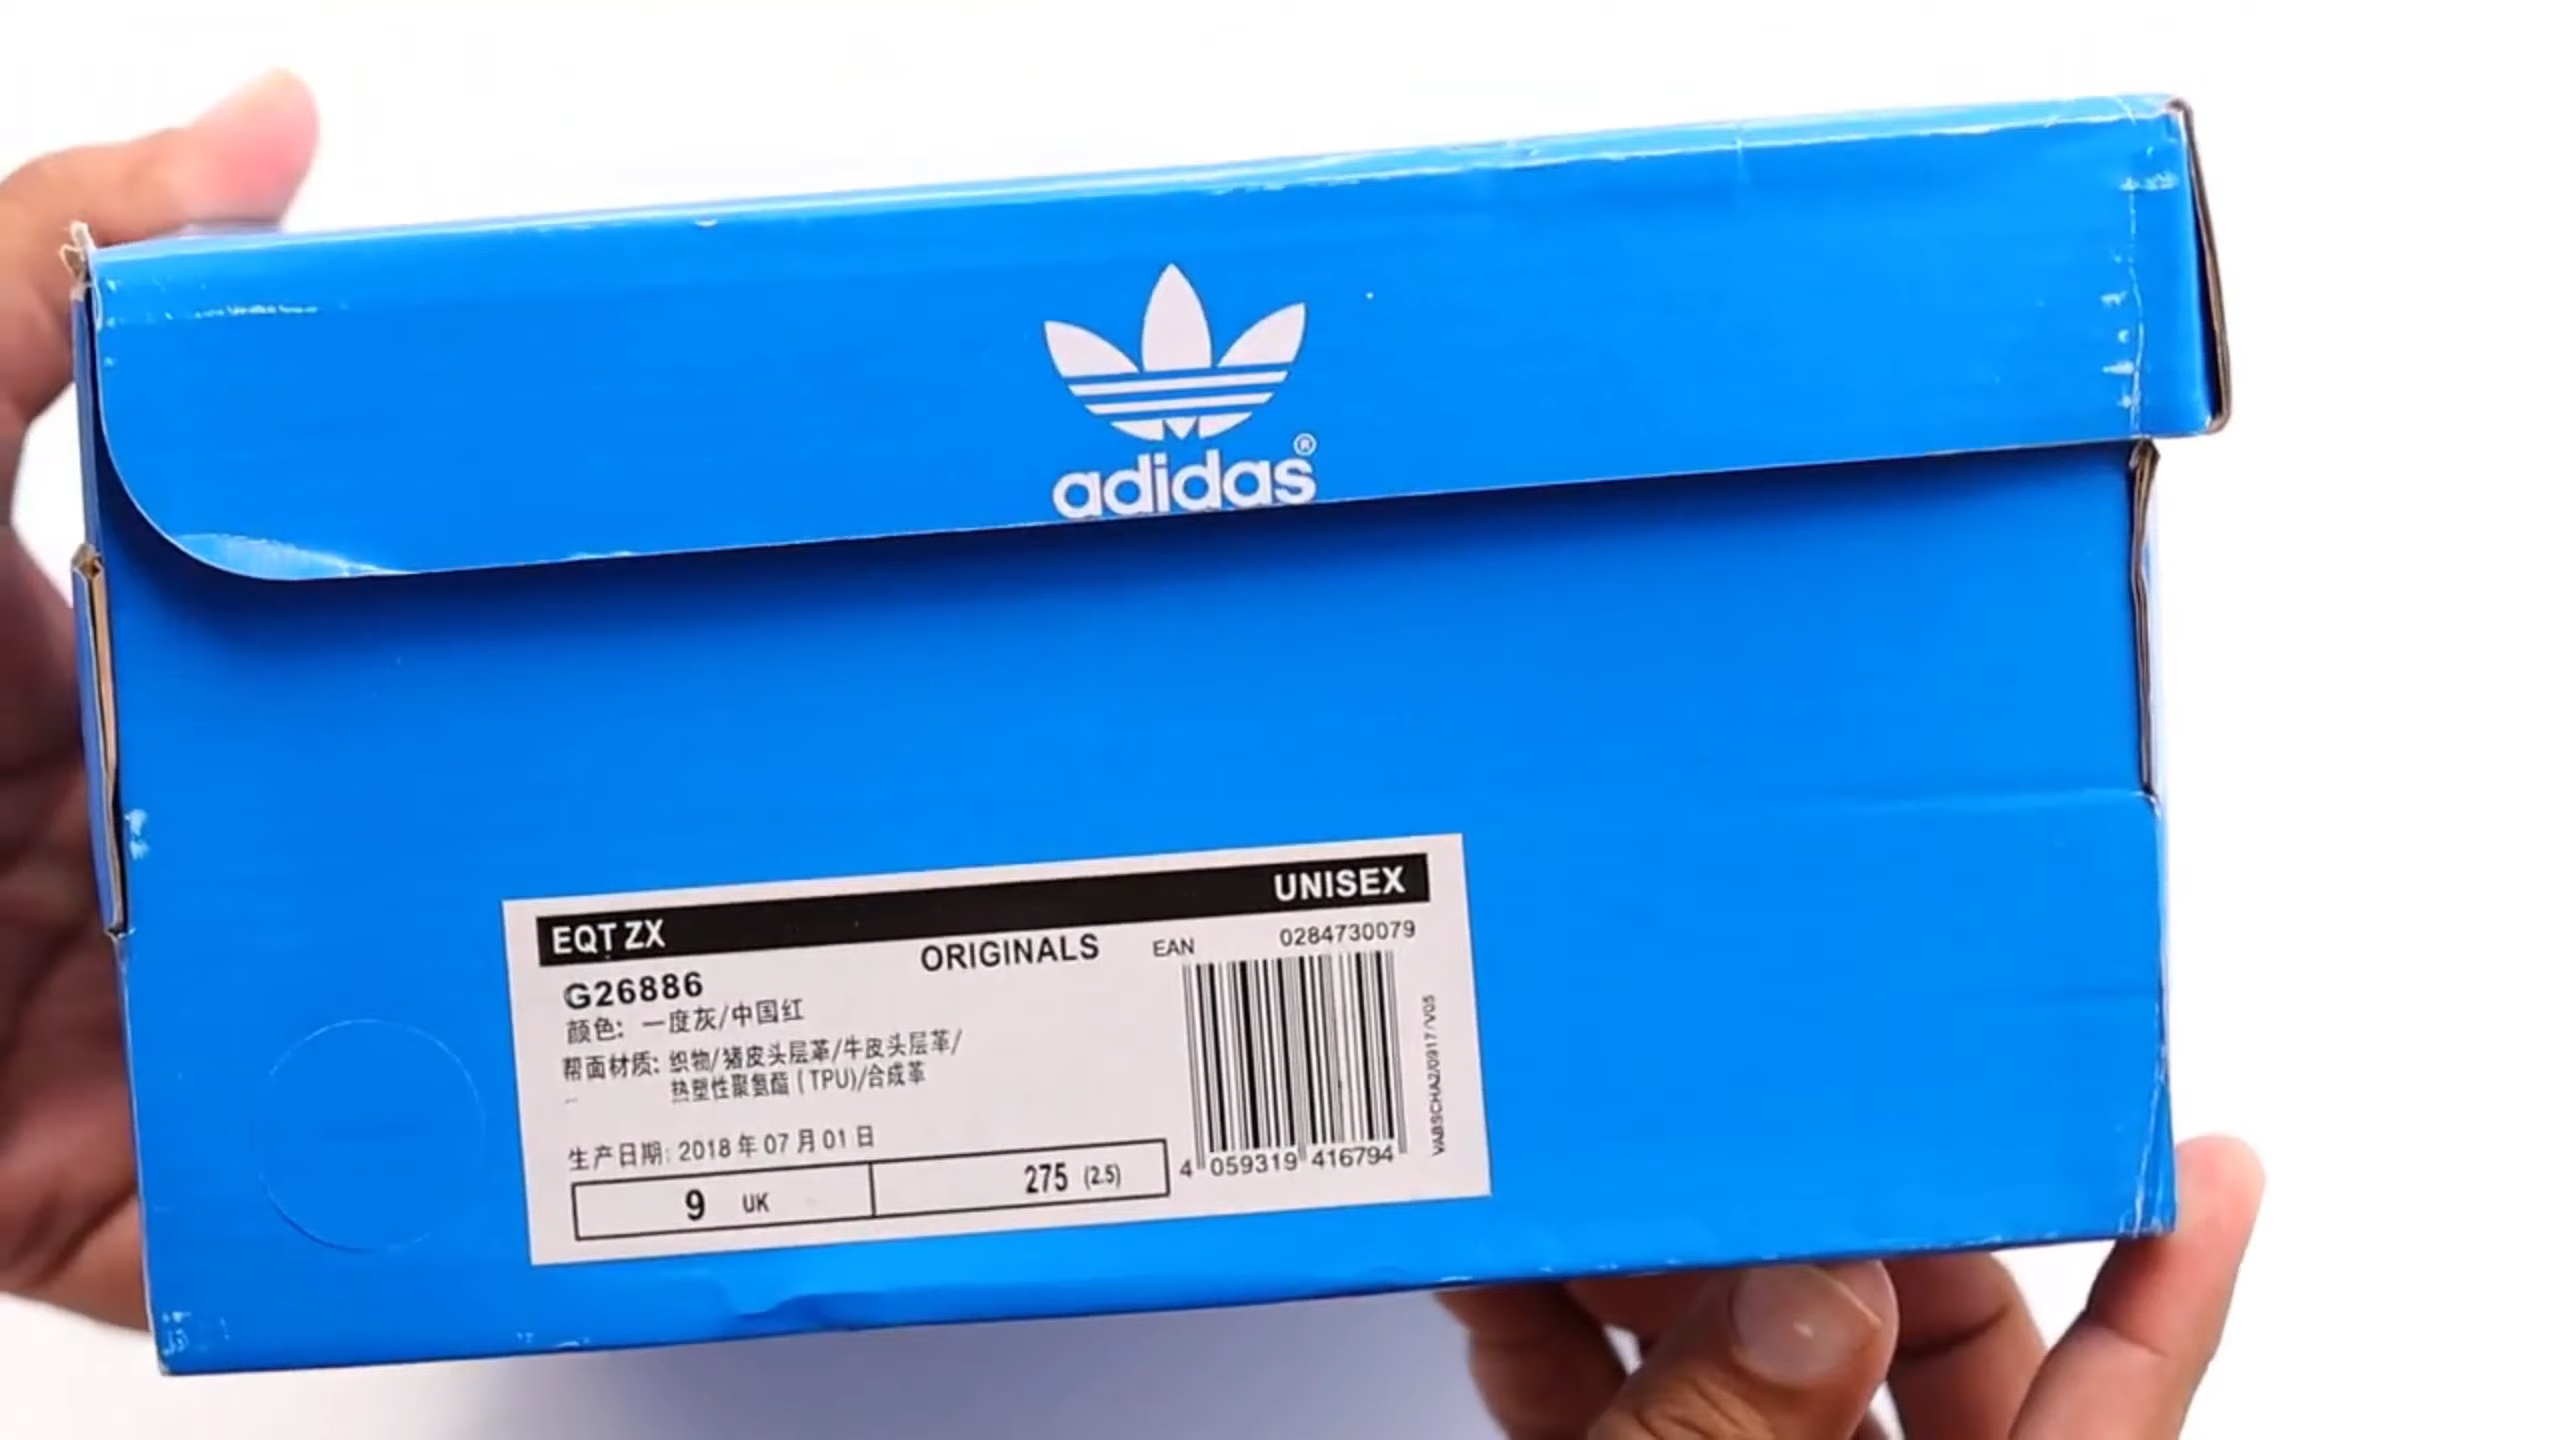 adidas®
EQT ZX UNISEX
ORIGINALS EAN 0284730079
G26886
颜色: 一度灰/中国红
帮面材质: 织物/猪皮头层革/牛皮头层革/
热塑性聚氨酯 (TPU)/合成革
生产日期: 2018 年 07 月 01 日
9 UK 275 (2.5)
4 059319 416794
VABSCHA2/0917/V05